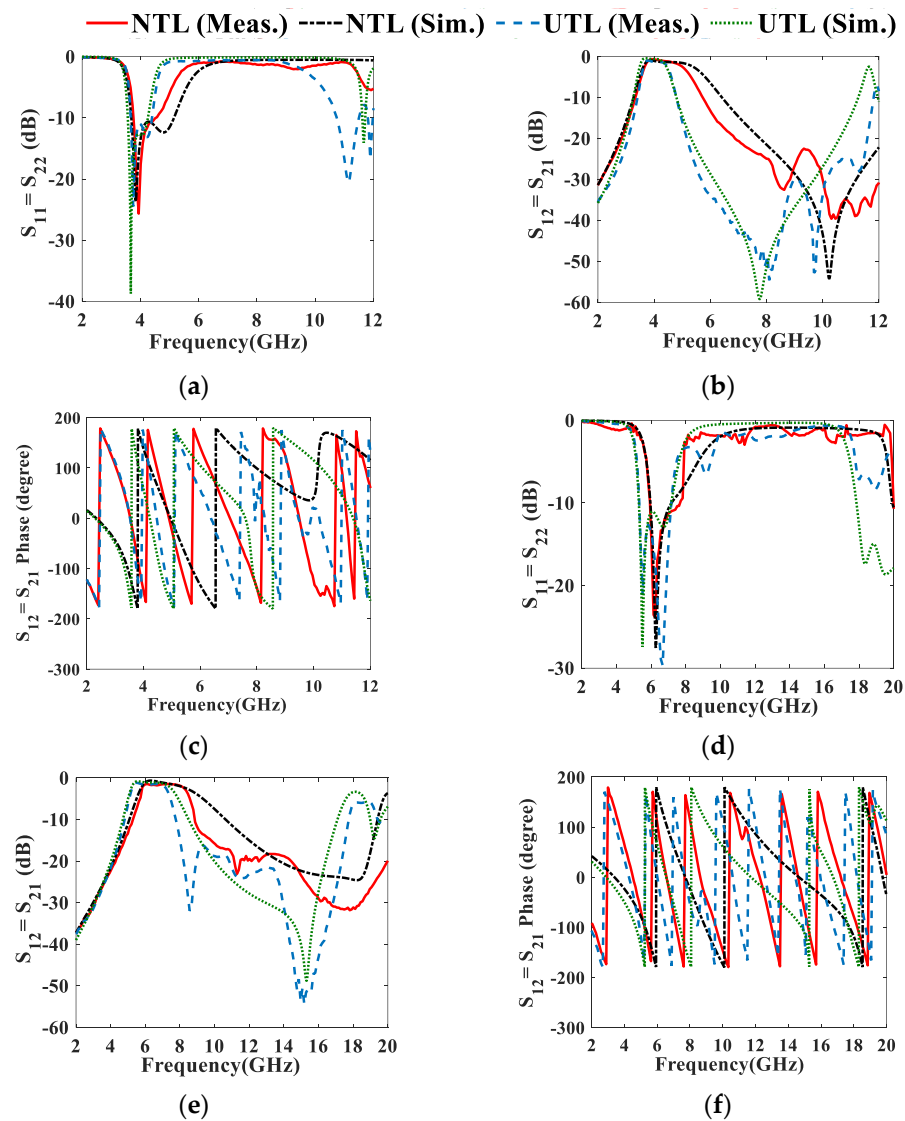 NTL (Meas.) NTL (Sim.) UTL (Meas.) UTL (Sim.)
0
-10
-20
-30
-40
S11= S22 (dB)
2 4 6 8 10 12
Frequency(GHz)
(a)
0
-10
-20
-30
-40
-50
-60
S12= S21 (dB)
2 4 6 8 10 12
Frequency(GHz)
(b)
200
100
0
-100
-200
-300
S12= S21 Phase (degree)
2 4 6 8 10 12
Frequency(GHz)
(c)
0
-10
-20
-30
S11= S22 (dB)
2 4 6 8 10 12 14 16 18 20
Frequency(GHz)
(d)
0
-10
-20
-30
-40
-50
-60
S12= S21 (dB)
2 4 6 8 10 12 14 16 18 20
Frequency(GHz)
(e)
200
100
0
-100
-200
-300
S12= S21 Phase (degree)
2 4 6 8 10 12 14 16 18 20
Frequency(GHz)
(f)